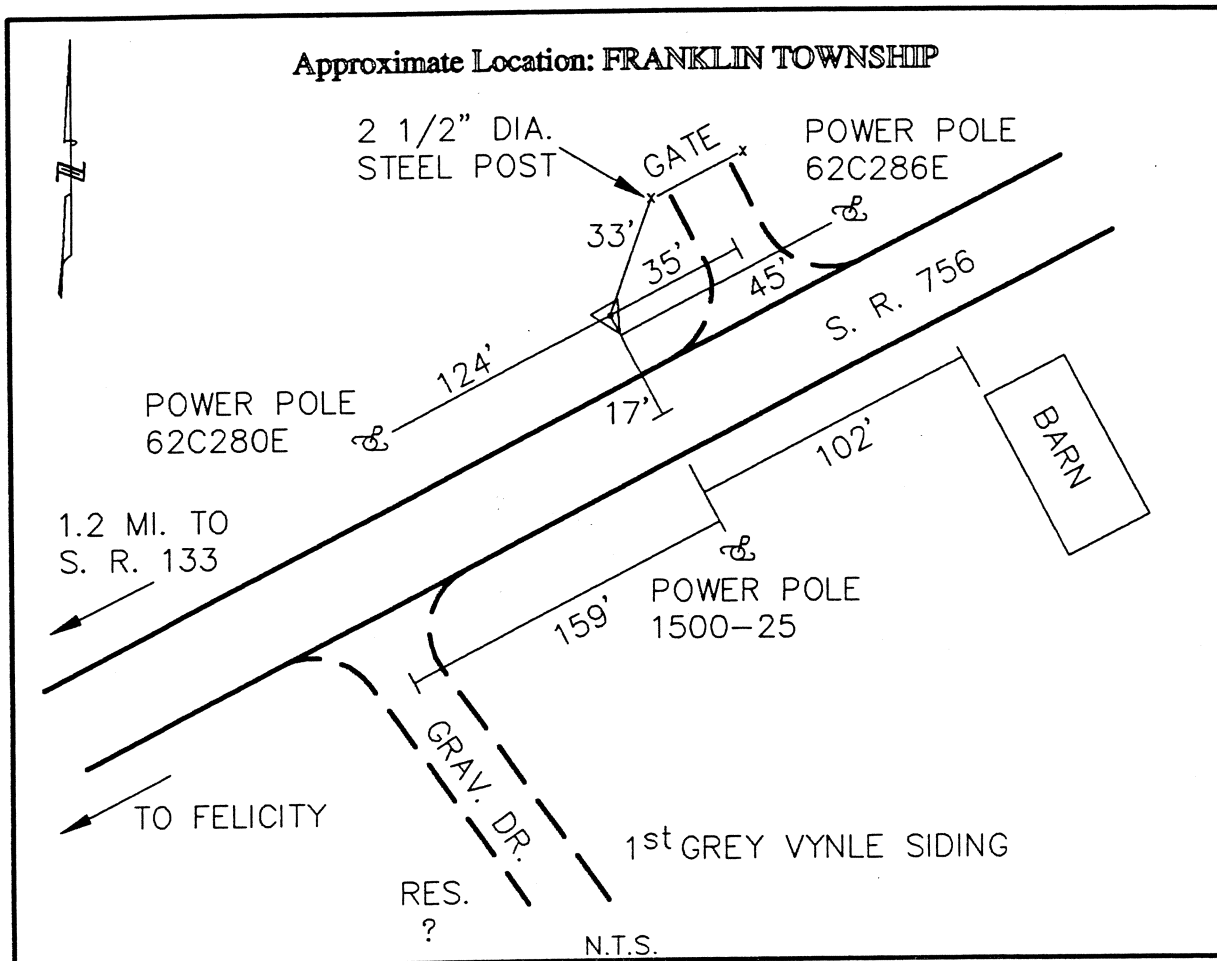 Approximate Location: FRANKLIN TOWNSHIP
N
2 1/2" DIA.
STEEL POST
GATE
POWER POLE
62C286E
33'
35'
45'
S. R. 756
124'
17'
POWER POLE
62C280E
102'
BARN
1.2 MI. TO
S. R. 133
159'
POWER POLE
1500-25
GRAV. DR.
TO FELICITY
1st GREY VYNLE SIDING
RES.
?
N.T.S.